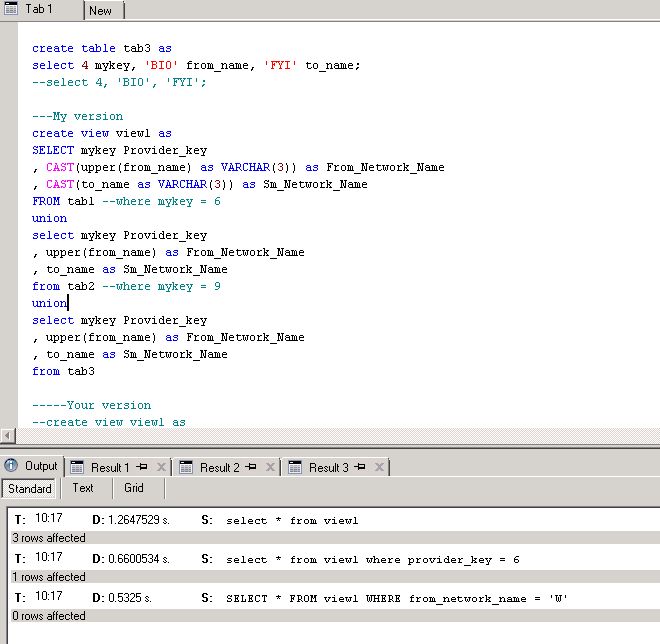 Tab 1 New
create table tab3 as
select 4 mykey, 'BIO' from_name, 'FYI' to_name;
--select 4, 'BIO', 'FYI';
---My version
create view view1 as
SELECT mykey Provider_key
, CAST(upper(from_name) as VARCHAR(3)) as From_Network_Name
, CAST(to_name as VARCHAR(3)) as Sm_Network_Name
FROM tab1 --where mykey = 6
union
select mykey Provider_key
, upper(from_name) as From_Network_Name
, to_name as Sm_Network_Name
from tab2 --where mykey = 9
union
select mykey Provider_key
, upper(from_name) as From_Network_Name
, to_name as Sm_Network_Name
from tab3
-----Your version
--create view view1 as
Output Result 1 Result 2 Result 3
Standard Text Grid
T: 10:17 D: 1.2647529 s. S: select * from view1
3 rows affected
T: 10:17 D: 0.6600534 s. S: select * from view1 where provider_key = 6
1 rows affected
T: 10:17 D: 0.5325 s. S: SELECT * FROM view1 WHERE from_network_name = 'W'
0 rows affected